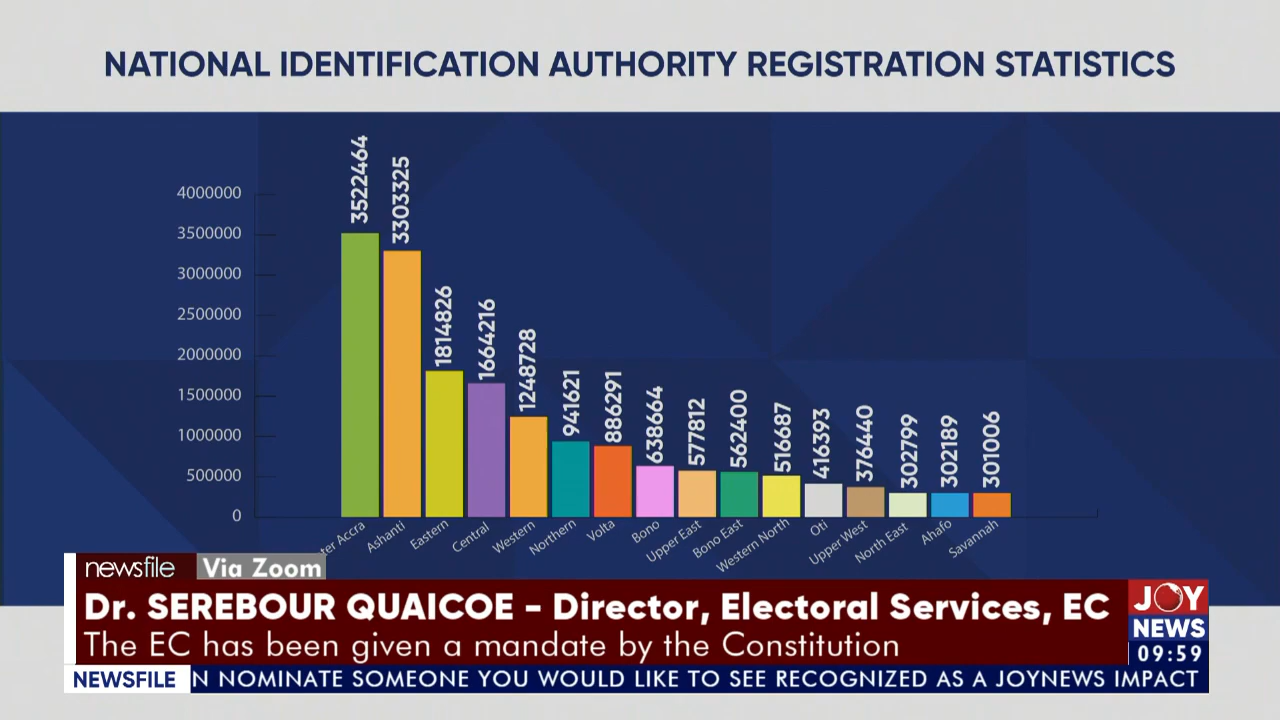 NATIONAL IDENTIFICATION AUTHORITY REGISTRATION STATISTICS
4000000
3500000
3000000
2500000
2000000
1500000
1000000
500000
0
3522464
3303325
1814826
1664216
1248728
941621
886291
638664
577812
562400
516687
416393
376440
302799
302189
301006
ter Accra
Ashanti
Eastern
Central
Western
Northern
Volta
Bono
Upper East
Bono East
Western North
Oti
Upper West
North East
Ahafo
Savannah
newsfile Via Zoom
Dr. SEREBOUR QUAICOE - Director, Electoral Services, EC
The EC has been given a mandate by the Constitution
JOY
NEWS
09:59
NEWSFILE N NOMINATE SOMEONE YOU WOULD LIKE TO SEE RECOGNIZED AS A JOYNEWS IMPACT